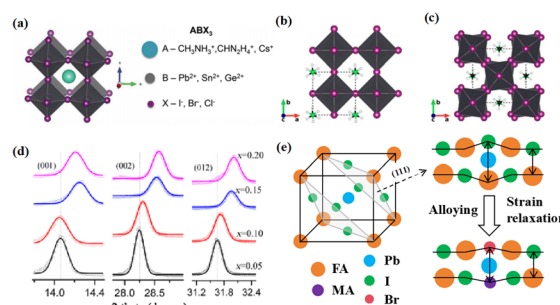 (a)
ABX₃
A – CH₃NH₃⁺,CHN₂H₄⁺, Cs⁺
B – Pb²⁺, Sn²⁺, Ge²⁺
X – I⁻, Br⁻, Cl⁻
(b)
b
c a
(c)
b
c a
(d)
(001) (002) (012)
x=0.20
x=0.15
x=0.10
x=0.05
14.0 14.4 28.0 28.5 31.2 31.8 32.4
(e)
(111)
FA
MA
Pb
I
Br
Alloying
Strain
relaxation